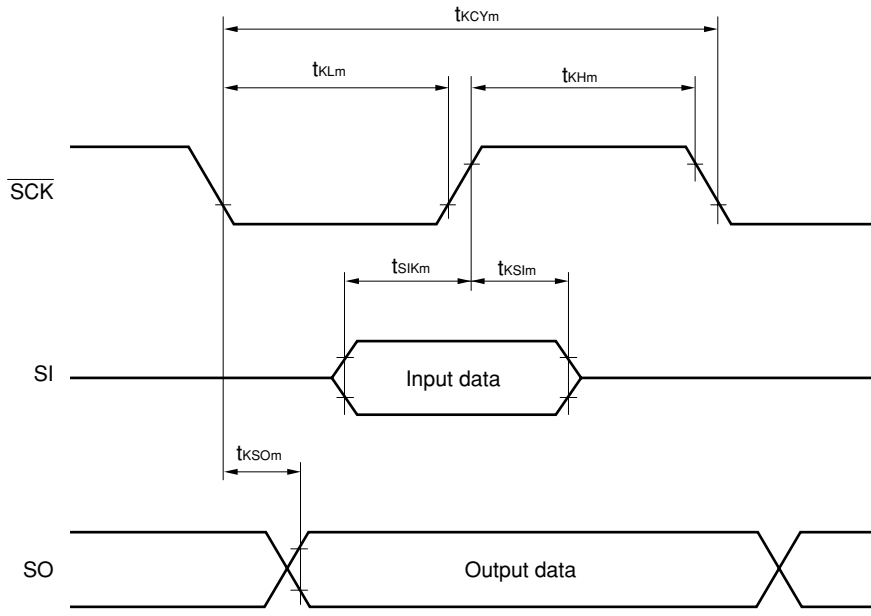 tKCYm
tKLm
tKHm
SCK
tSIKm
tKSIm
SI
Input data
tKSOm
SO
Output data